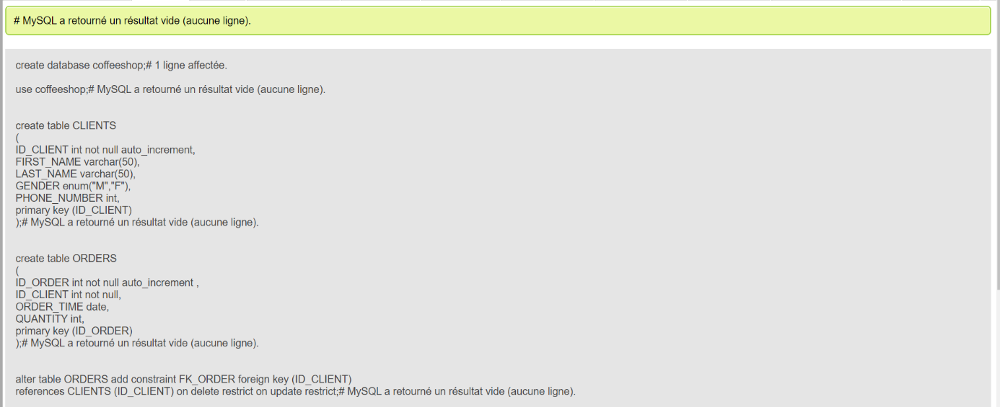 # MySQL a retourné un résultat vide (aucune ligne).
create database coffeeshop;# 1 ligne affectée.
use coffeeshop;# MySQL a retourné un résultat vide (aucune ligne).
create table CLIENTS
(
ID_CLIENT int not null auto_increment,
FIRST_NAME varchar(50),
LAST_NAME varchar(50),
GENDER enum("M","F"),
PHONE_NUMBER int,
primary key (ID_CLIENT)
);# MySQL a retourné un résultat vide (aucune ligne).
create table ORDERS
(
ID_ORDER int not null auto_increment ,
ID_CLIENT int not null,
ORDER_TIME date,
QUANTITY int,
primary key (ID_ORDER)
);# MySQL a retourné un résultat vide (aucune ligne).
alter table ORDERS add constraint FK_ORDER foreign key (ID_CLIENT)
references CLIENTS (ID_CLIENT) on delete restrict on update restrict;# MySQL a retourné un résultat vide (aucune ligne).